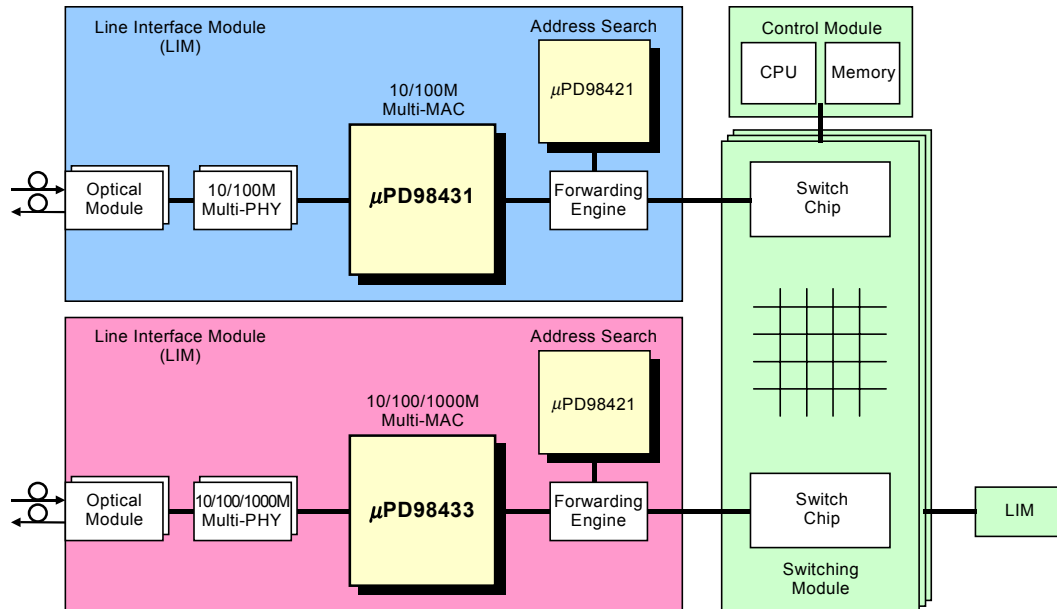 Line Interface Module
(LIM)
Address Search
μPD98421
10/100M
Multi-MAC
μPD98431
Optical
Module
10/100M
Multi-PHY
Forwarding
Engine
Control Module
CPU
Memory
Switch
Chip
Line Interface Module
(LIM)
Address Search
μPD98421
10/100/1000M
Multi-MAC
μPD98433
Optical
Module
10/100/1000M
Multi-PHY
Forwarding
Engine
Switch
Chip
Switching
Module
LIM